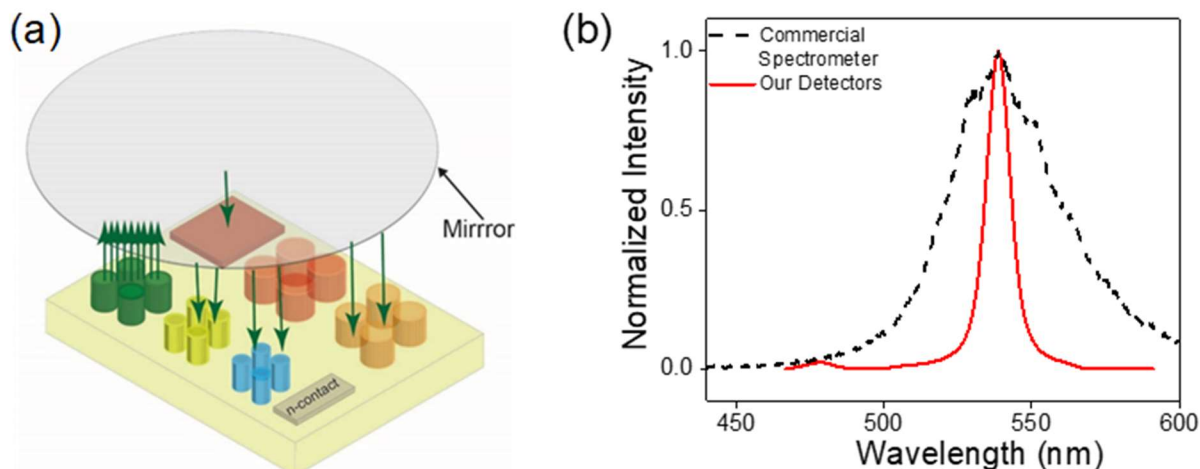 (a)
Mirrror
n-contact
(b)
Commercial
Spectrometer
Our Detectors
Normalized Intensity
1.0
0.5
0.0
450 500 550 600
Wavelength (nm)